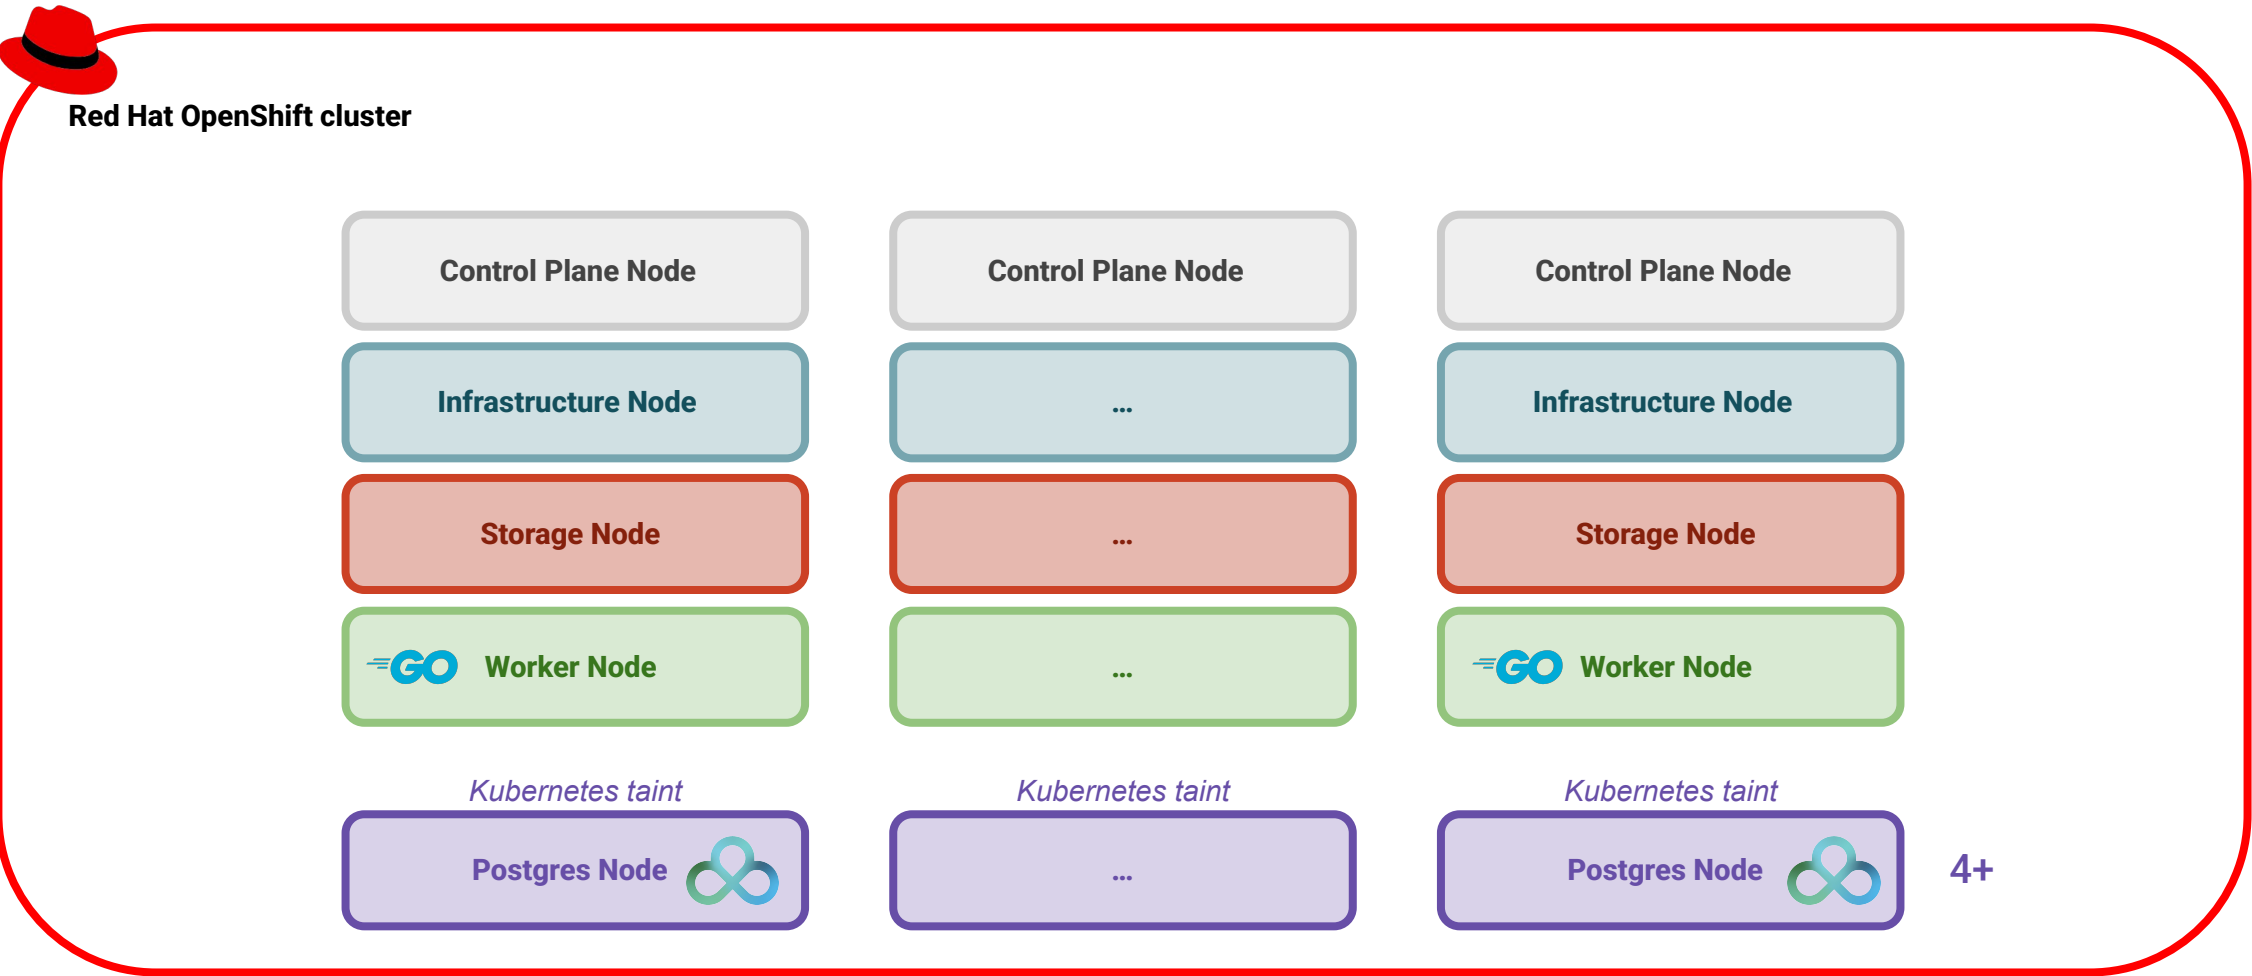 Red Hat OpenShift cluster
Control Plane Node
Control Plane Node
Control Plane Node
Infrastructure Node
...
Infrastructure Node
Storage Node
...
Storage Node
GO Worker Node
...
GO Worker Node
Kubernetes taint
Kubernetes taint
Kubernetes taint
Postgres Node
...
Postgres Node
4+